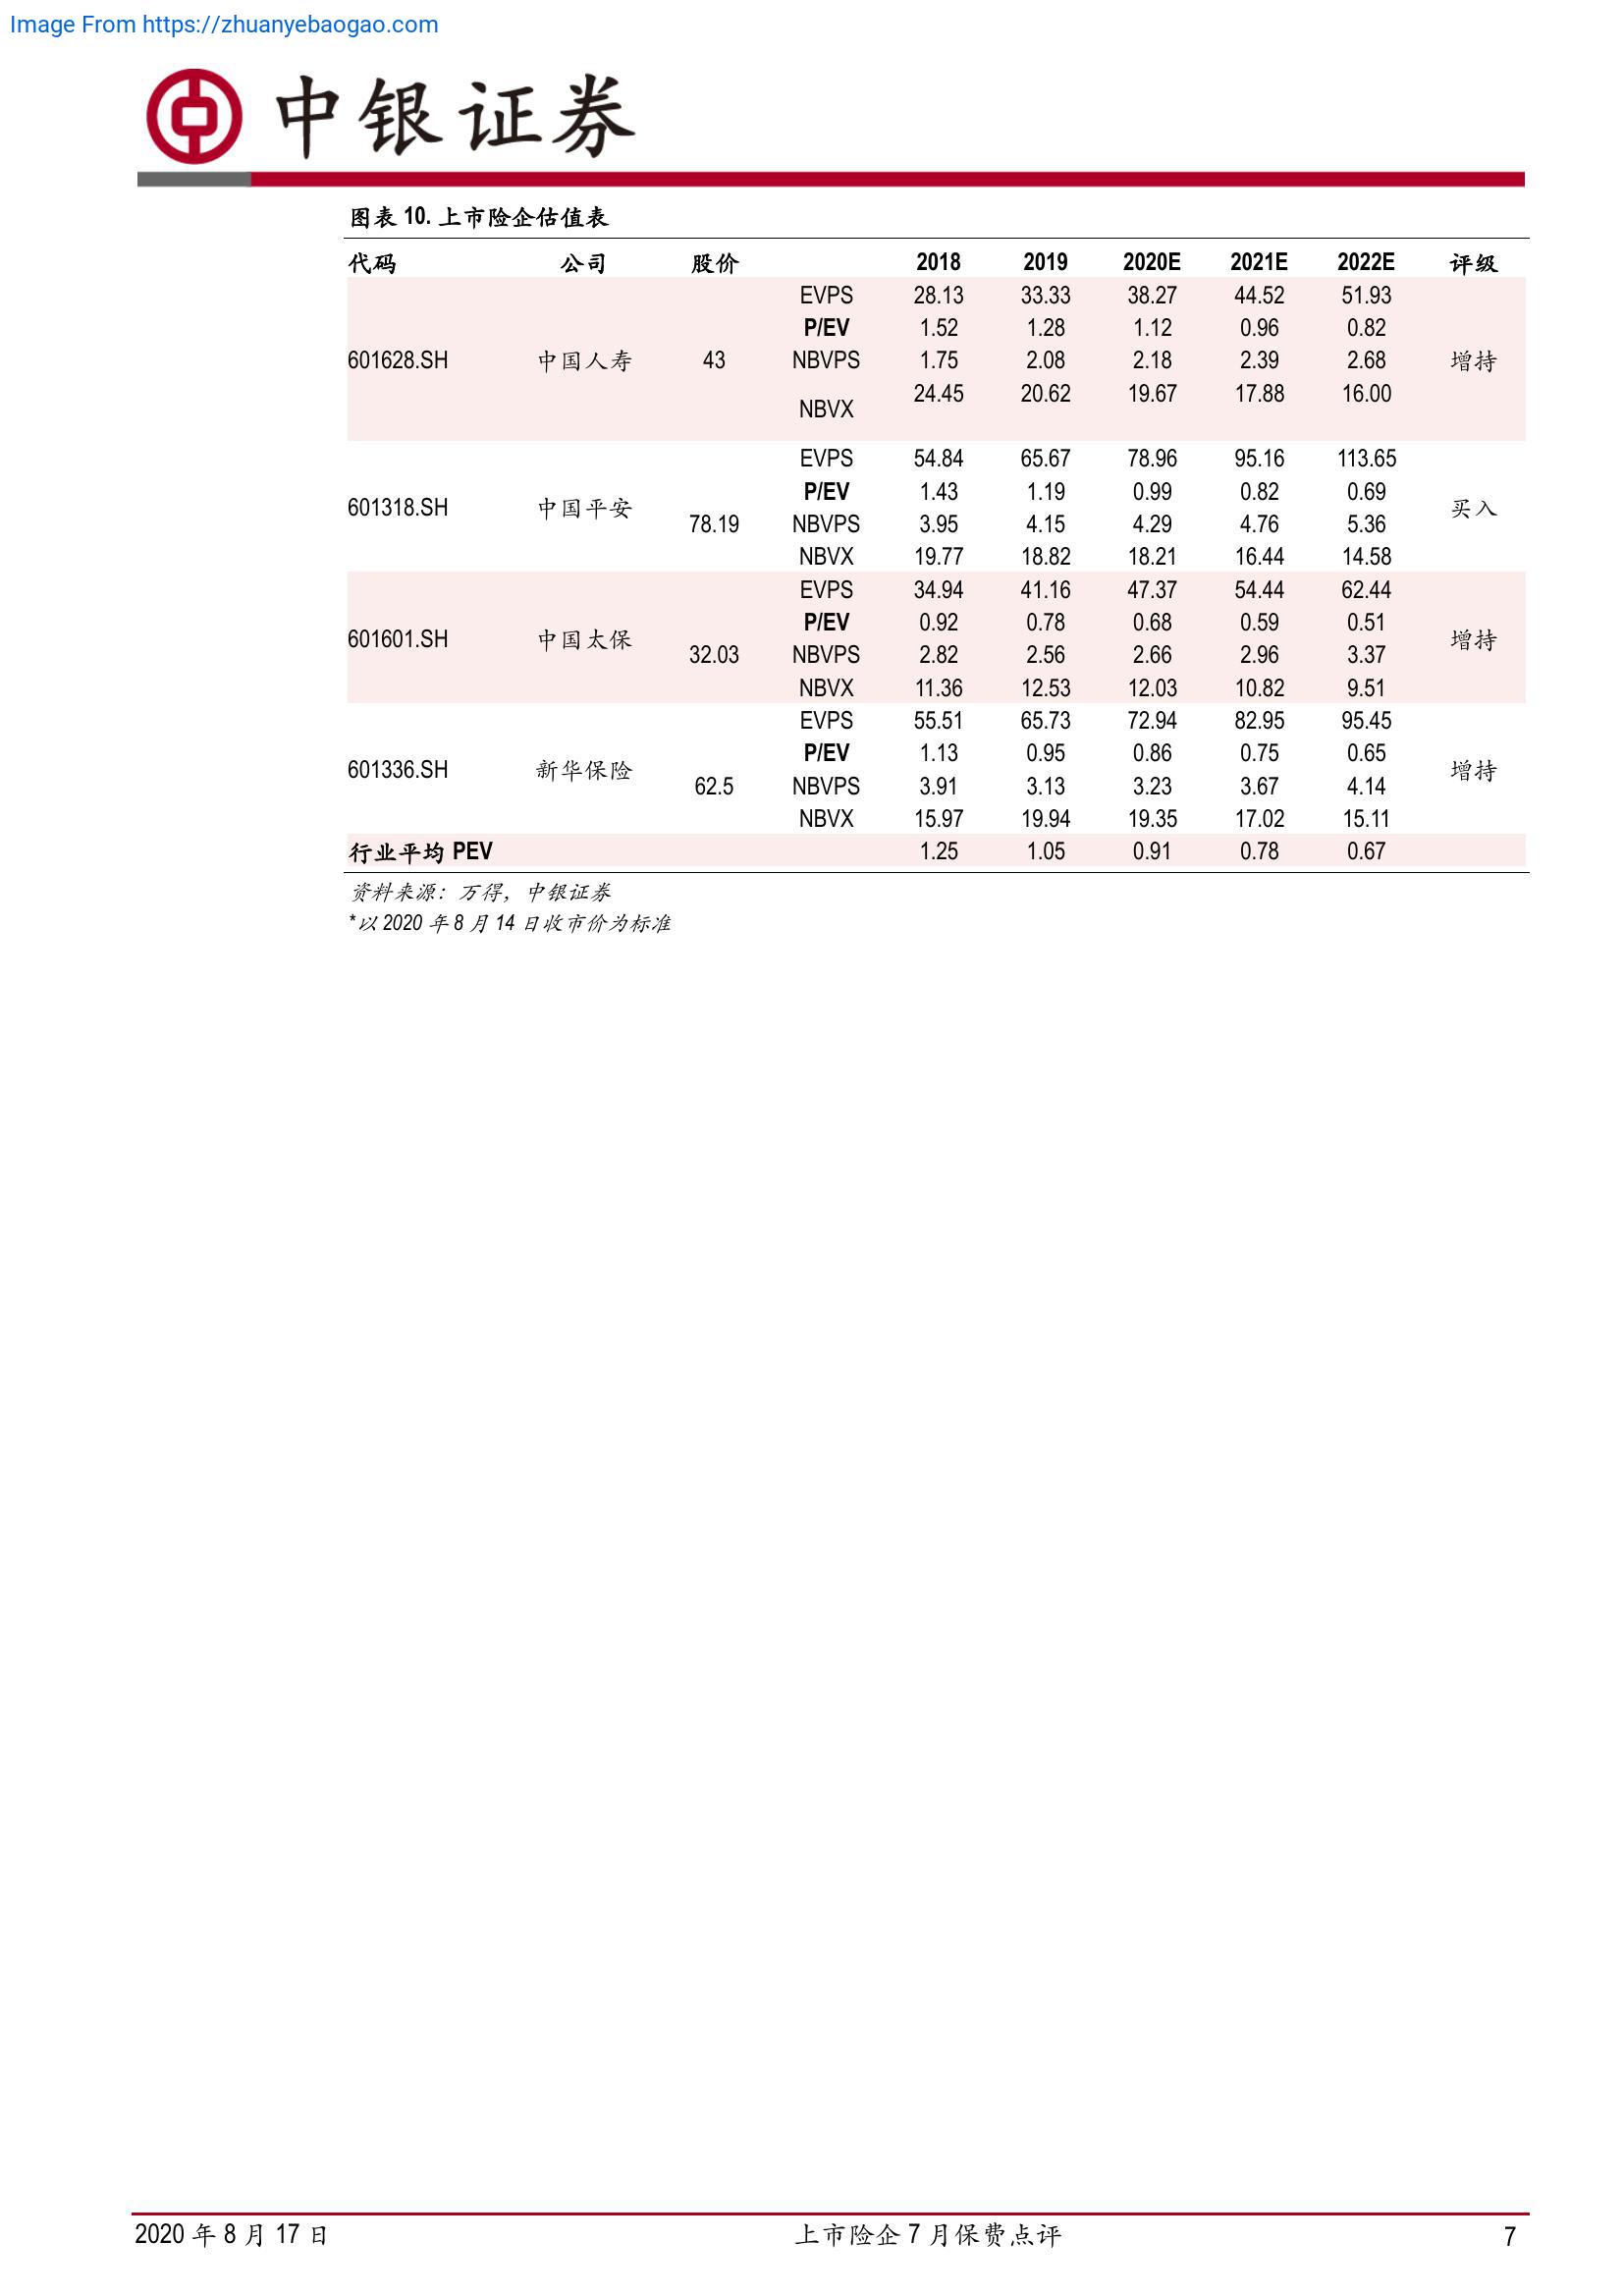 Image From https://zhuanyebaogao.com
中银证券
图表 10. 上市险企估值表
代码 公司 股价 2018 2019 2020E 2021E 2022E 评级
EVPS 28.13 33.33 38.27 44.52 51.93
P/EV 1.52 1.28 1.12 0.96 0.82
601628.SH 中国人寿 43 NBVPS 1.75 2.08 2.18 2.39 2.68 增持
NBVX 24.45 20.62 19.67 17.88 16.00
EVPS 54.84 65.67 78.96 95.16 113.65
P/EV 1.43 1.19 0.99 0.82 0.69
601318.SH 中国平安 78.19 NBVPS 3.95 4.15 4.29 4.76 5.36 买入
NBVX 19.77 18.82 18.21 16.44 14.58
EVPS 34.94 41.16 47.37 54.44 62.44
P/EV 0.92 0.78 0.68 0.59 0.51
601601.SH 中国太保 32.03 NBVPS 2.82 2.56 2.66 2.96 3.37 增持
NBVX 11.36 12.53 12.03 10.82 9.51
EVPS 55.51 65.73 72.94 82.95 95.45
P/EV 1.13 0.95 0.86 0.75 0.65
601336.SH 新华保险 62.5 NBVPS 3.91 3.13 3.23 3.67 4.14 增持
NBVX 15.97 19.94 19.35 17.02 15.11
行业平均 PEV 1.25 1.05 0.91 0.78 0.67
资料来源：万得，中银证券
*以 2020 年 8 月 14 日收市价为标准
2020 年 8 月 17 日 上市险企 7 月保费点评 7